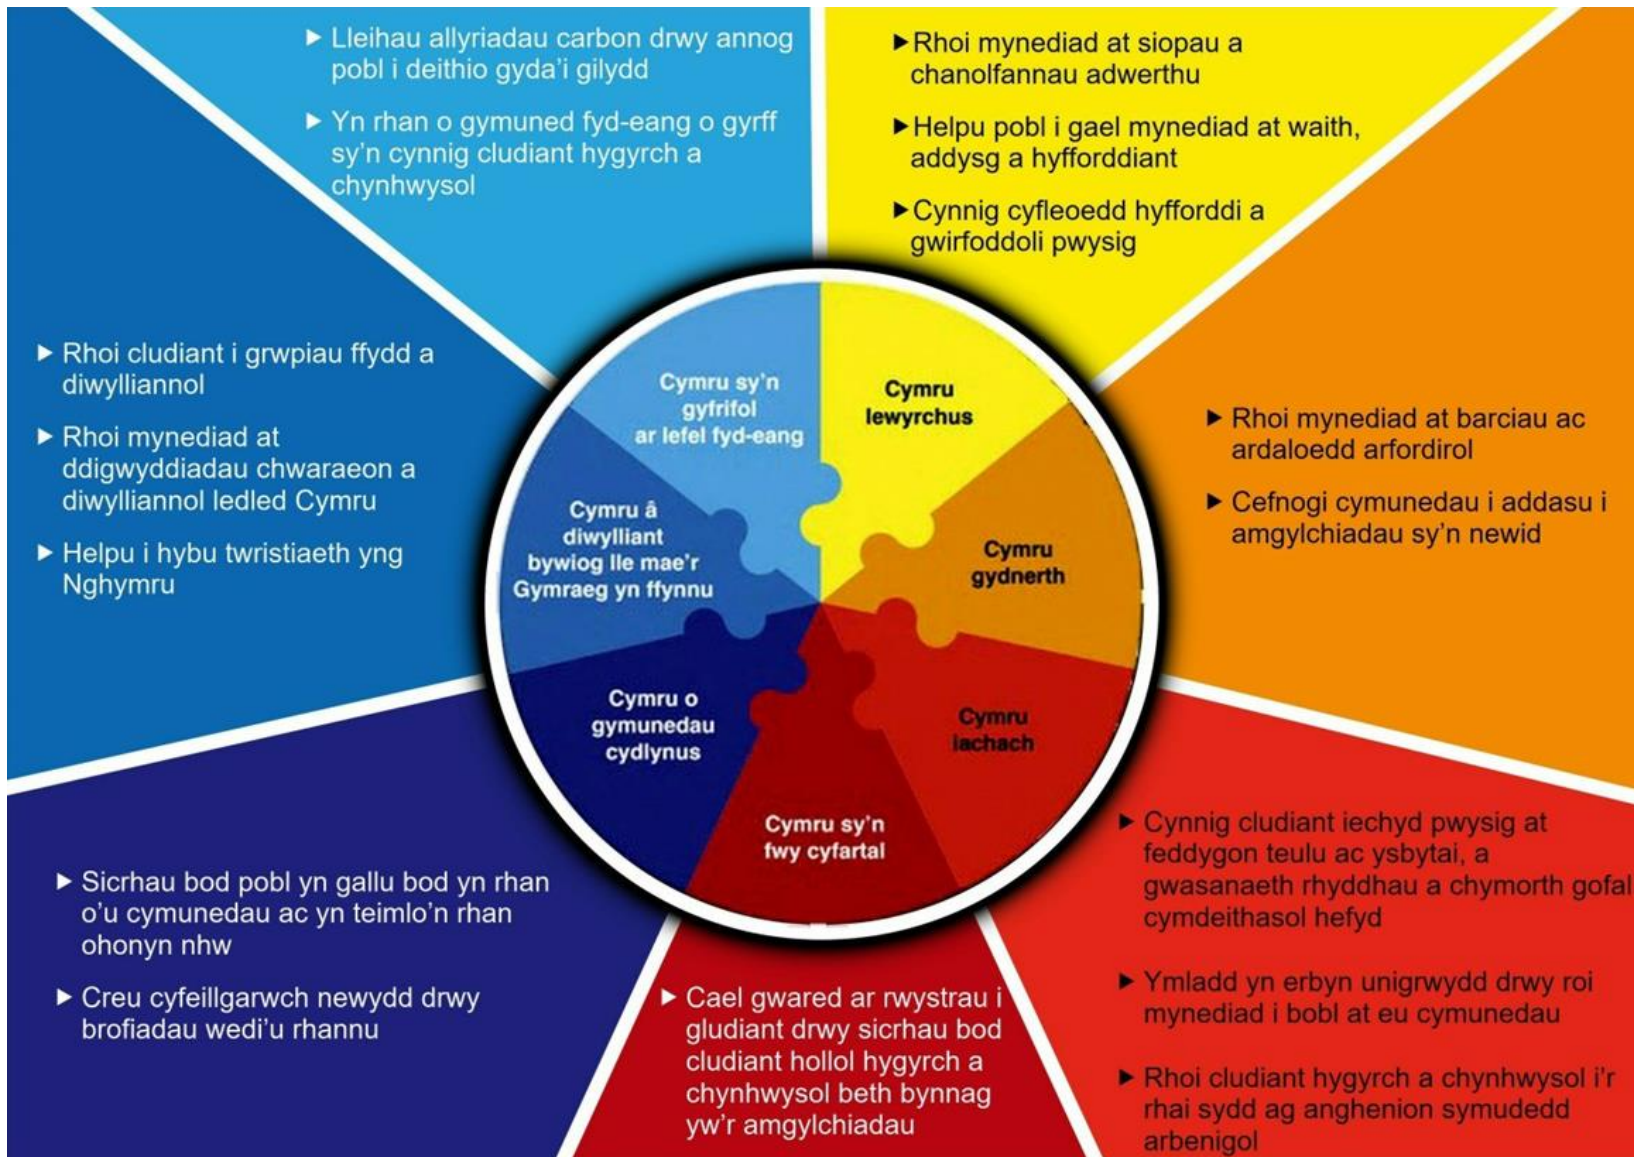 ▶ Lleihau allyriadau carbon drwy annog
pobl i deithio gyda'i gilydd
▶ Yn rhan o gymuned fyd-eang o gyrff
sy'n cynnig cludiant hygyrch a
chynhwysol
▶ Rhoi mynediad at siopau a
chanolfannau adwerthu
▶ Helpu pobl i gael mynediad at waith,
addysg a hyfforddiant
▶ Cynnig cyfleoedd hyfforddi a
gwirfoddoli pwysig
▶ Rhoi mynediad at barciau ac
ardaloedd arfordirol
▶ Cefnogi cymunedau i addasu i
amgylchiadau sy'n newid
▶ Cynnig cludiant iechyd pwysig at
feddygon teulu ac ysbytai, a
gwasanaeth rhyddhau a chymorth gofal
cymdeithasol hefyd
▶ Ymladd yn erbyn unigrwydd drwy roi
mynediad i bobl at eu cymunedau
▶ Rhoi cludiant hygyrch a chynhwysol i'r
rhai sydd ag anghenion symudedd
arbenigol
▶ Cael gwared ar rwystrau i
gludiant drwy sicrhau bod
cludiant hollol hygyrch a
chynhwysol beth bynnag
yw'r amgylchiadau
▶ Sicrhau bod pobl yn gallu bod yn rhan
o'u cymunedau ac yn teimlo'n rhan
ohonyn nhw
▶ Creu cyfeillgarwch newydd drwy
brofiadau wedi'u rhannu
▶ Rhoi cludiant i grwpiau ffydd a
diwylliannol
▶ Rhoi mynediad at
ddigwyddiadau chwaraeon a
diwylliannol ledled Cymru
▶ Helpu i hybu twristiaeth yng
Nghymru
Cymru sy'n
gyfrifol
ar lefel fyd-eang
Cymru
lewyrchus
Cymru
gydnerth
Cymru
iachach
Cymru sy'n
fwy cyfartal
Cymru o
gymunedau
cydlynus
Cymru â
diwylliant
bywiog lle mae'r
Gymraeg yn ffynnu